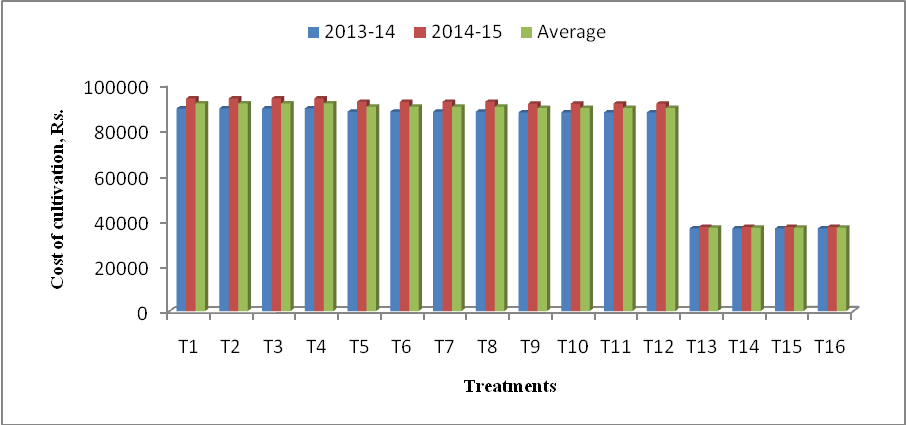 2013-14 2014-15 Average
Cost of cultivation, Rs.
100000
80000
60000
40000
20000
0
T1 T2 T3 T4 T5 T6 T7 T8 T9 T10 T11 T12 T13 T14 T15 T16
Treatments